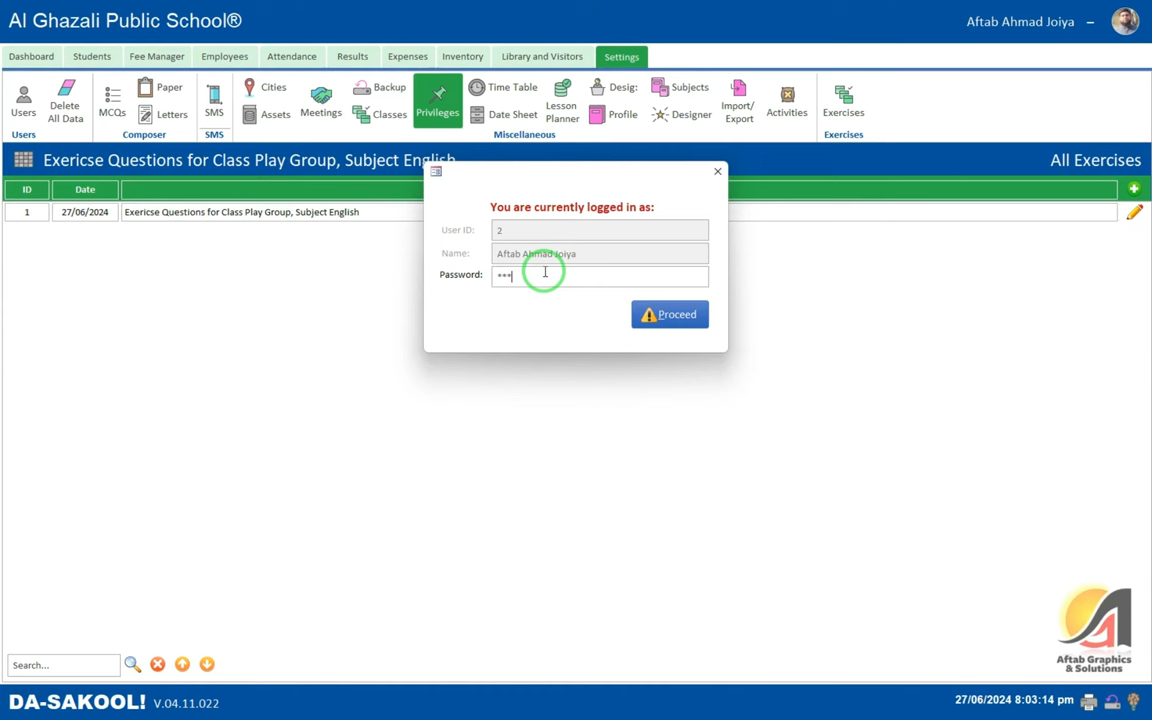 Al Ghazali Public School®
Aftab Ahmad Joiya –
Dashboard Students Fee Manager Employees Attendance Results Expenses Inventory Library and Visitors Settings
Users
Delete All Data
Users
MCQs
Paper
Letters
Composer
SMS
SMS
Cities
Assets
Meetings
Backup
Classes
Privileges
Time Table
Date Sheet
Lesson Planner
Desig:
Profile
Subjects
Designer
Import/ Export
Activities
Miscellaneous
Exercises
Exercises
Exericse Questions for Class Play Group, Subject English
All Exercises
ID Date
1 27/06/2024 Exericse Questions for Class Play Group, Subject English
You are currently logged in as:
User ID: 2
Name: Aftab Ahmad Joiya
Password: ***
Proceed
Aftab Graphics
& Solutions
Search...
DA-SAKOOL! V.04.11.022
27/06/2024 8:03:14 pm